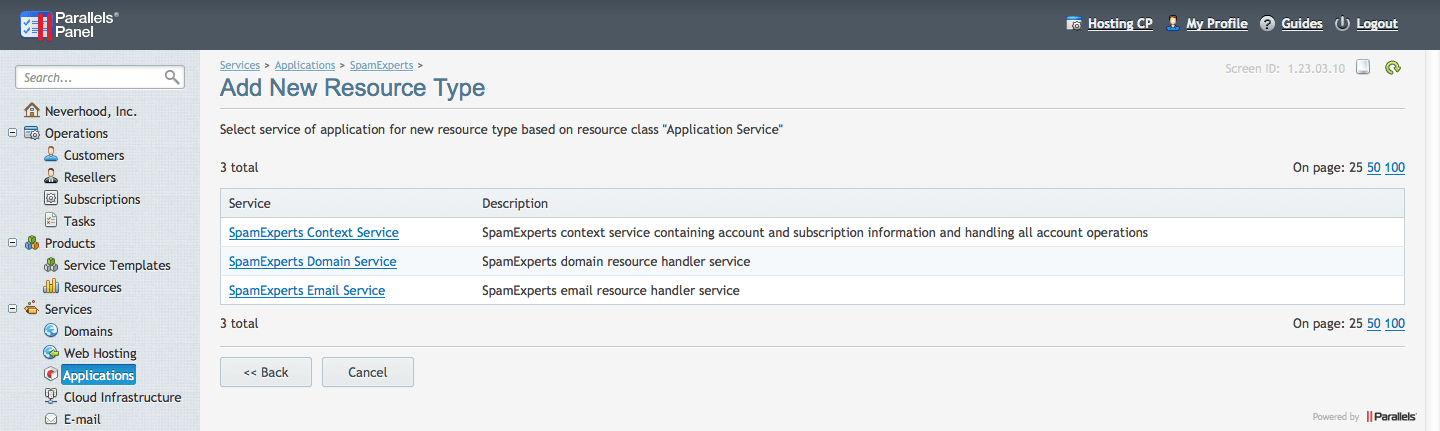 Parallels®
Panel
Hosting CP My Profile Guides Logout
Search...
Neverhood, Inc.
Operations
Customers
Resellers
Subscriptions
Tasks
Products
Service Templates
Resources
Services
Domains
Web Hosting
Applications
Cloud Infrastructure
E-mail
Services > Applications > SpamExperts >
Screen ID: 1.23.03.10
Add New Resource Type
Select service of application for new resource type based on resource class "Application Service"
3 total On page: 25 50 100
Service Description
SpamExperts Context Service SpamExperts context service containing account and subscription information and handling all account operations
SpamExperts Domain Service SpamExperts domain resource handler service
SpamExperts Email Service SpamExperts email resource handler service
3 total On page: 25 50 100
<< Back Cancel
Powered by Parallels®